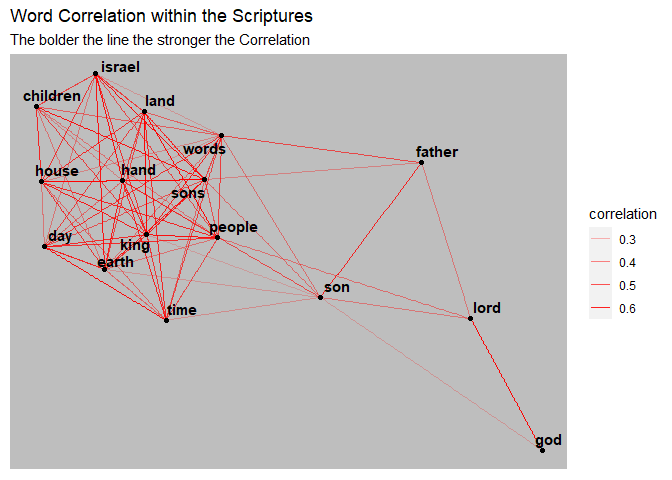 Word Correlation within the Scriptures
The bolder the line the stronger the Correlation
israel
children
land
words
father
house
hand
sons
people
day
king
earth
son
time
lord
god
correlation
0.3
0.4
0.5
0.6